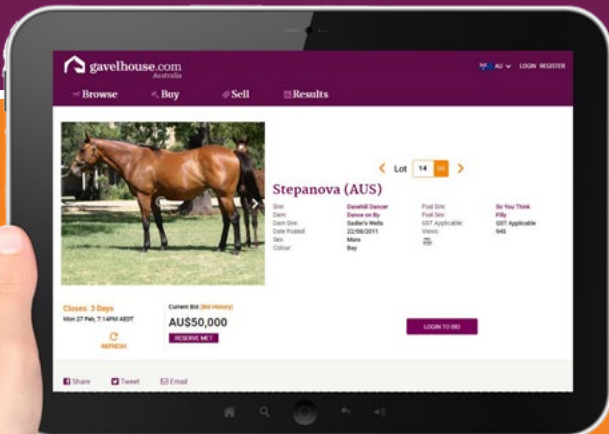 gavelhouse.com
Australia
AU LOGIN REGISTER
Browse Buy Sell Results
Lot 14 GO
Stepanova (AUS)
Sire: Danehill Dancer Foal Sire: So You Think
Dam: Dance on By Foal Sex: Filly
Dam Sire: Sadler's Wells GST Applicable: GST Applicable
Date Foaled: 22/08/2011 Views: 945
Sex: Mare
Colour: Bay
Closes: 3 Days
Mon 27 Feb, 7:14PM AEDT
REFRESH
Current Bid (Bid History)
AU$50,000
RESERVE MET
LOGIN TO BID
Share Tweet Email